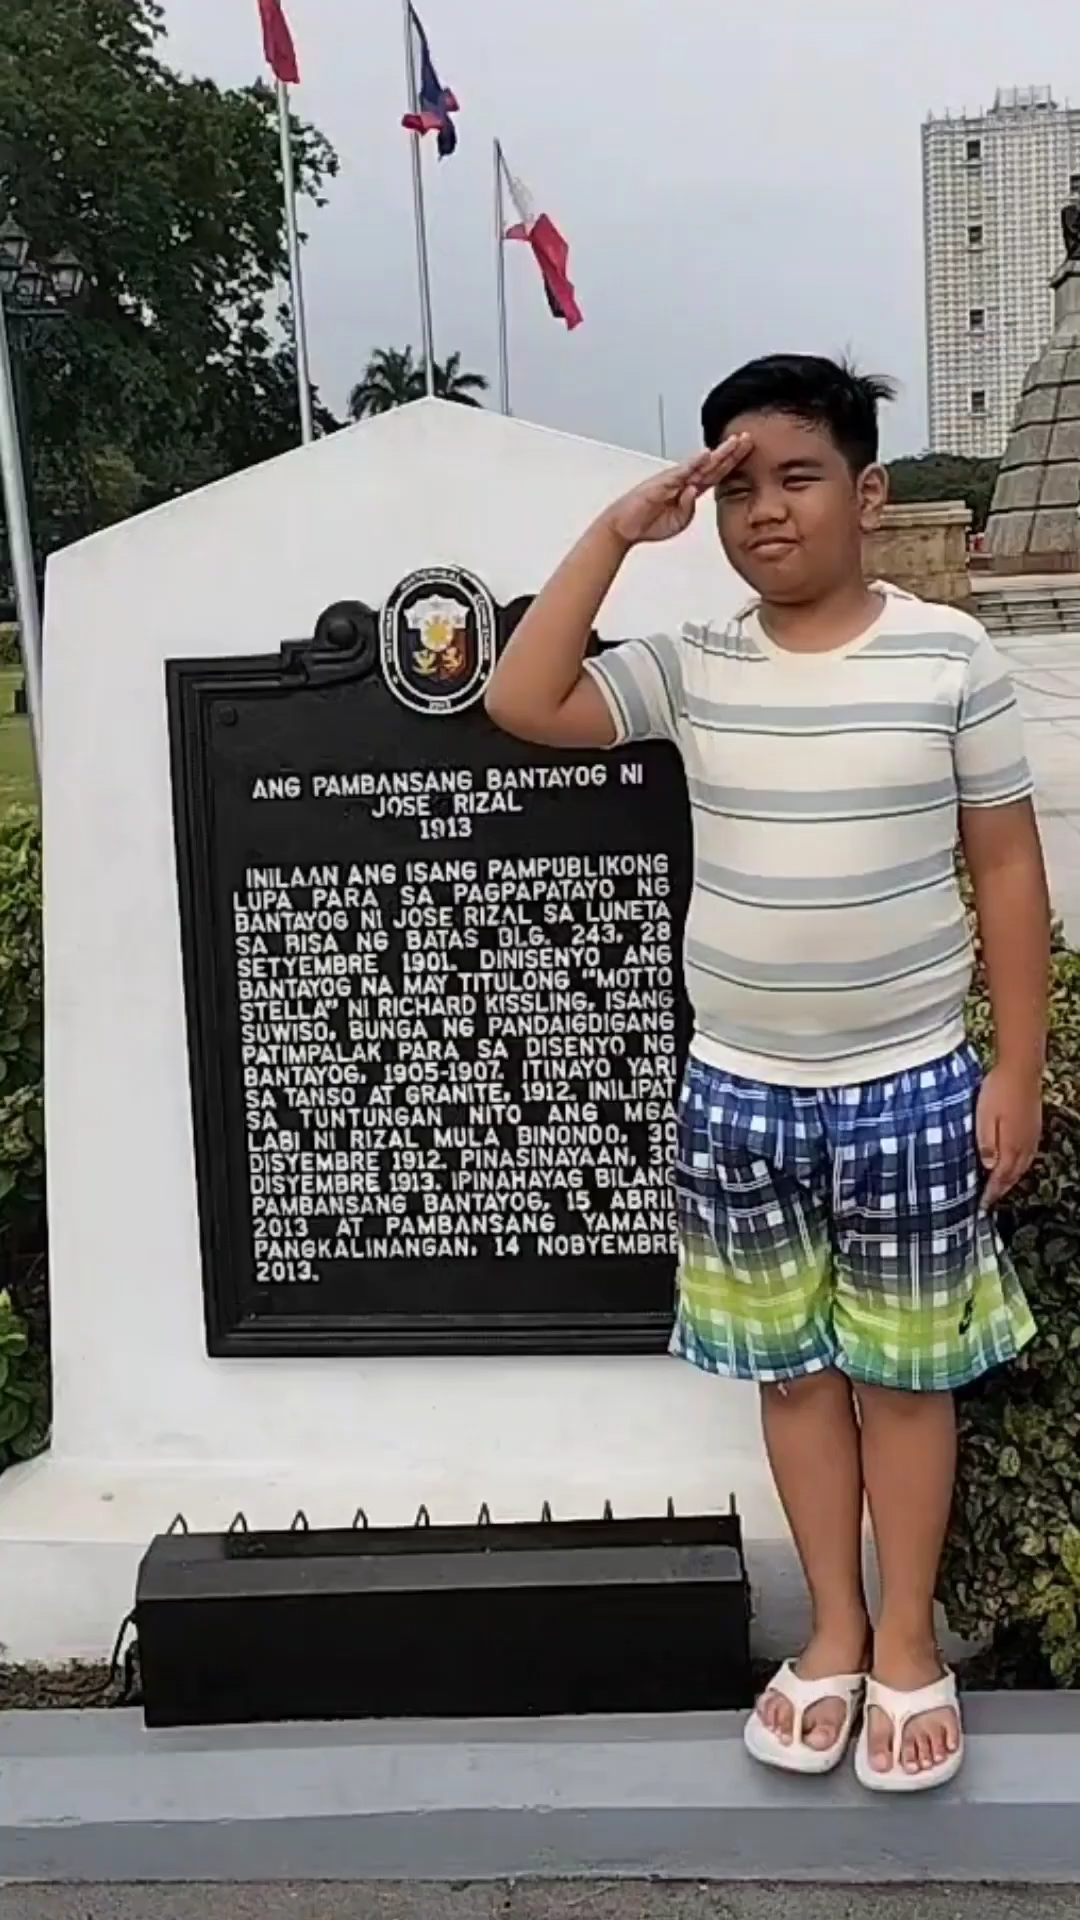 ANG PAMBANSANG BANTAYOG NI
JOSE RIZAL
1913
INILAAN ANG ISANG PAMPUBLIKONG
LUPA PARA SA PAGPAPATAYO NG
BANTAYOG NI JOSE RIZAL SA LUNETA
SA BISA NG BATAS BLG. 243, 28
SETYEMBRE 1901. DINISENYO ANG
BANTAYOG NA MAY TITULONG "MOTTO
STELLA" NI RICHARD KISSLING, ISANG
SUWISO, BUNGA NG PANDAIGDIGANG
PATIMPALAK PARA SA DISENYO NG
BANTAYOG, 1905-1907. ITINAYO YARI
SA TANSO AT GRANITE, 1912. INILIPAT
SA TUNTUNGAN NITO ANG MGA
LABI NI RIZAL MULA BINONDO, 30
DISYEMBRE 1912. PINASINAYAAN, 30
DISYEMBRE 1913. IPINAHAYAG BILANG
PAMBANSANG BANTAYOG, 15 ABRIL
2013 AT PAMBANSANG YAMANG
PANGKALINANGAN, 14 NOBYEMBRE
2013.